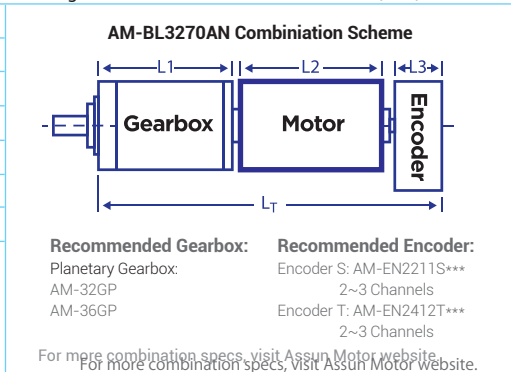 AM-BL3270AN Combiniation Scheme
L1 L2 L3
Gearbox Motor Encoder
LT
Recommended Gearbox: Recommended Encoder:
Planetary Gearbox: Encoder S: AM-EN2211S***
AM-32GP 2~3 Channels
AM-36GP Encoder T: AM-EN2412T***
2~3 Channels
For more combination specs, visit Assun Motor website.
For more combination specs, visit Assun Motor website.